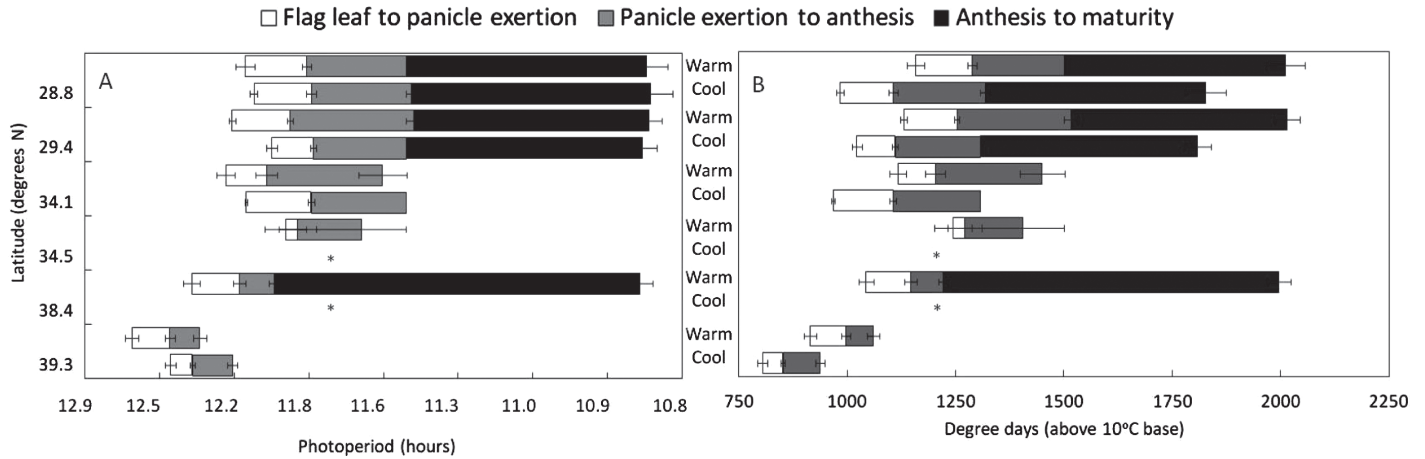 Flag leaf to panicle exertion Panicle exertion to anthesis Anthesis to maturity
A
B
Latitude (degrees N)
28.8
29.4
34.1
34.5
38.4
39.3
Warm
Cool
Warm
Cool
Warm
Cool
Warm
Cool
Warm
Cool
Warm
Cool
*
*
*
*
12.9 12.5 12.2 11.8 11.6 11.3 11.0 10.9 10.8
Photoperiod (hours)
750 1000 1250 1500 1750 2000 2250
Degree days (above 10°C base)